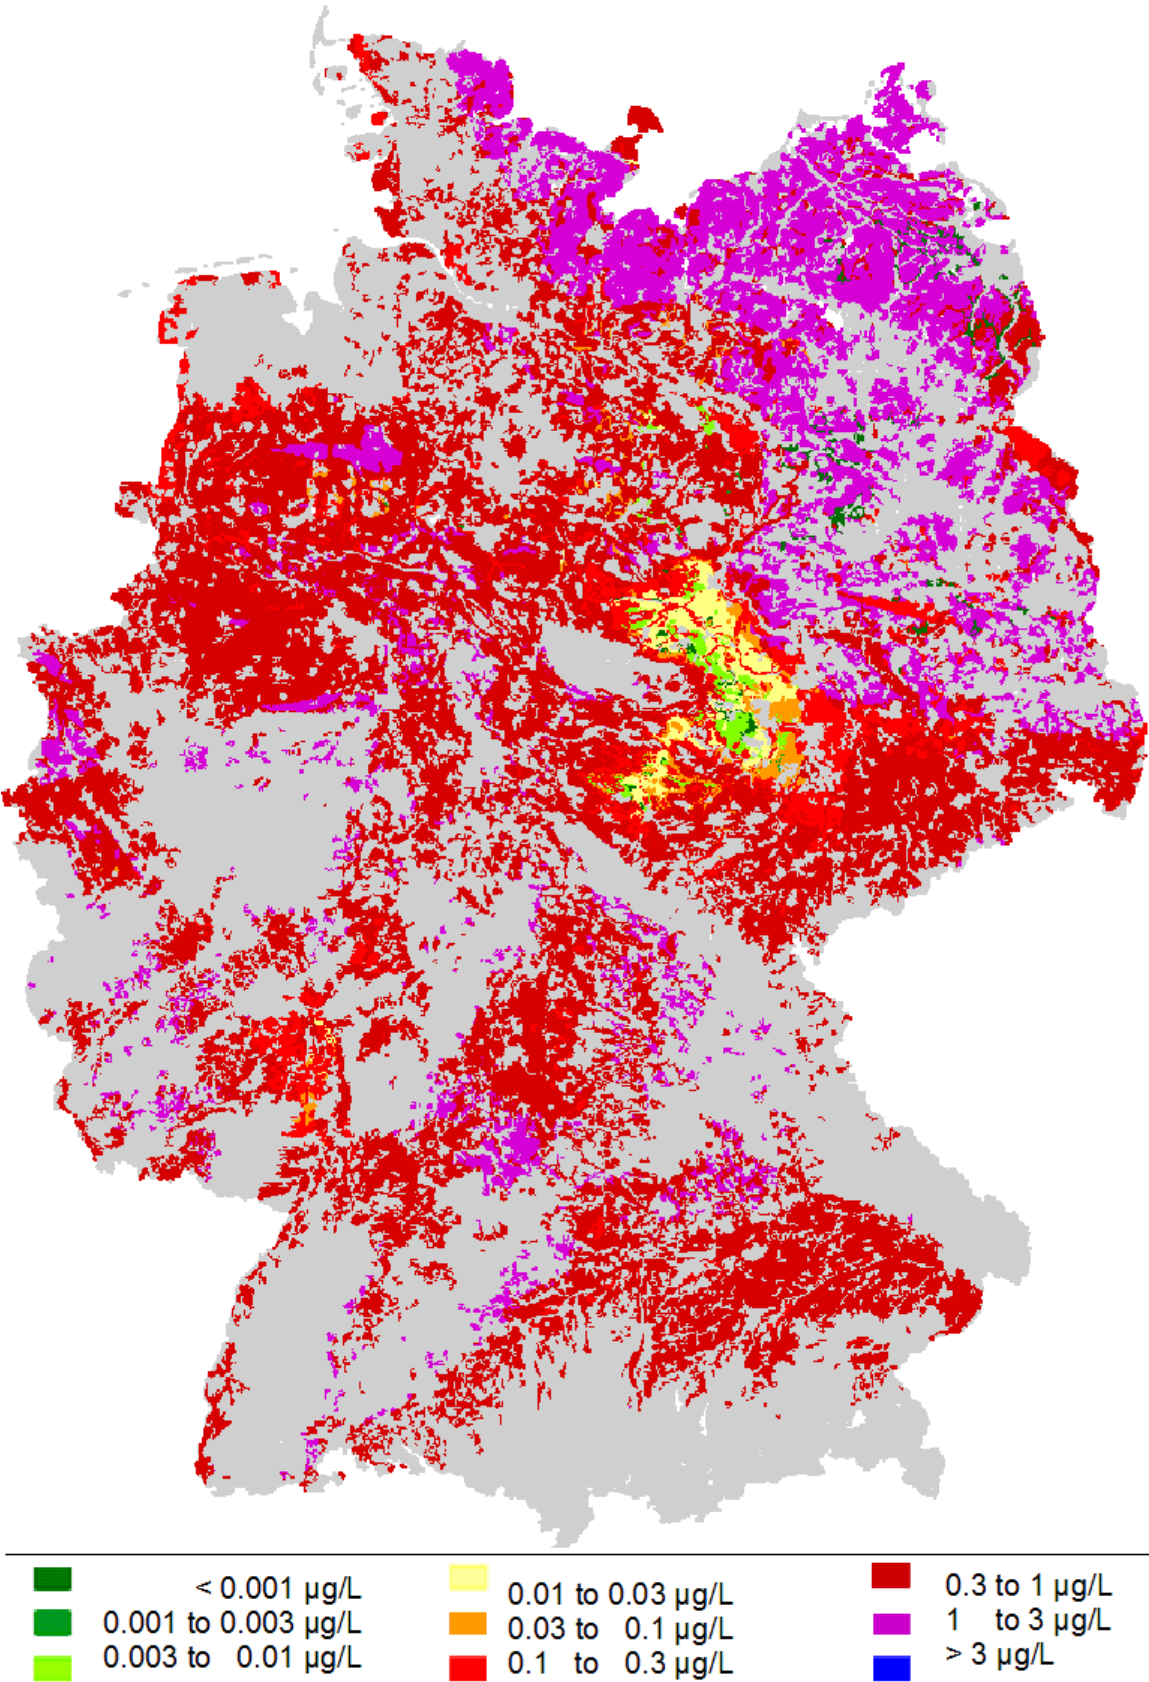 < 0.001 µg/L
0.001 to 0.003 µg/L
0.003 to 0.01 µg/L
0.01 to 0.03 µg/L
0.03 to 0.1 µg/L
0.1 to 0.3 µg/L
0.3 to 1 µg/L
1 to 3 µg/L
> 3 µg/L